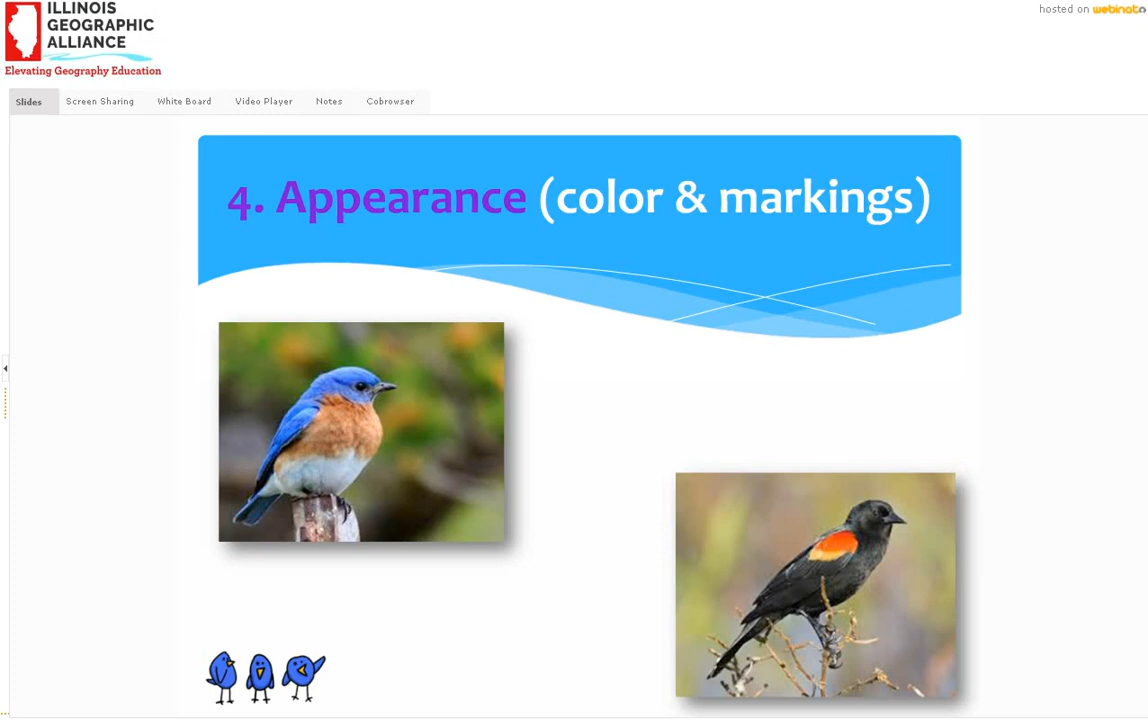 ILLINOIS
GEOGRAPHIC
ALLIANCE
Elevating Geography Education
hosted on webinato
Slides Screen Sharing White Board Video Player Notes Cobrowser
4. Appearance (color & markings)